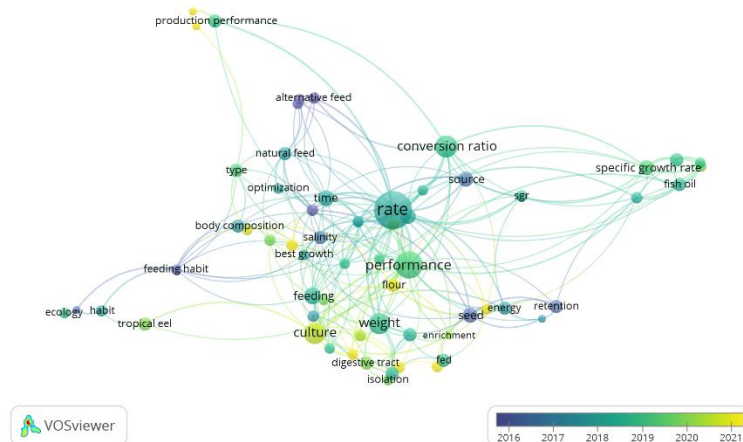 production performance
alternative feed
conversion ratio
natural feed
type
specific growth rate
source
fish oil
optimization
time
sgr
rate
body composition
salinity
best growth
performance
feeding habit
flour
feeding
energy
retention
ecology
habit
seed
tropical eel
culture
weight
enrichment
digestive tract
fed
isolation
VOSviewer
2016 2017 2018 2019 2020 2021